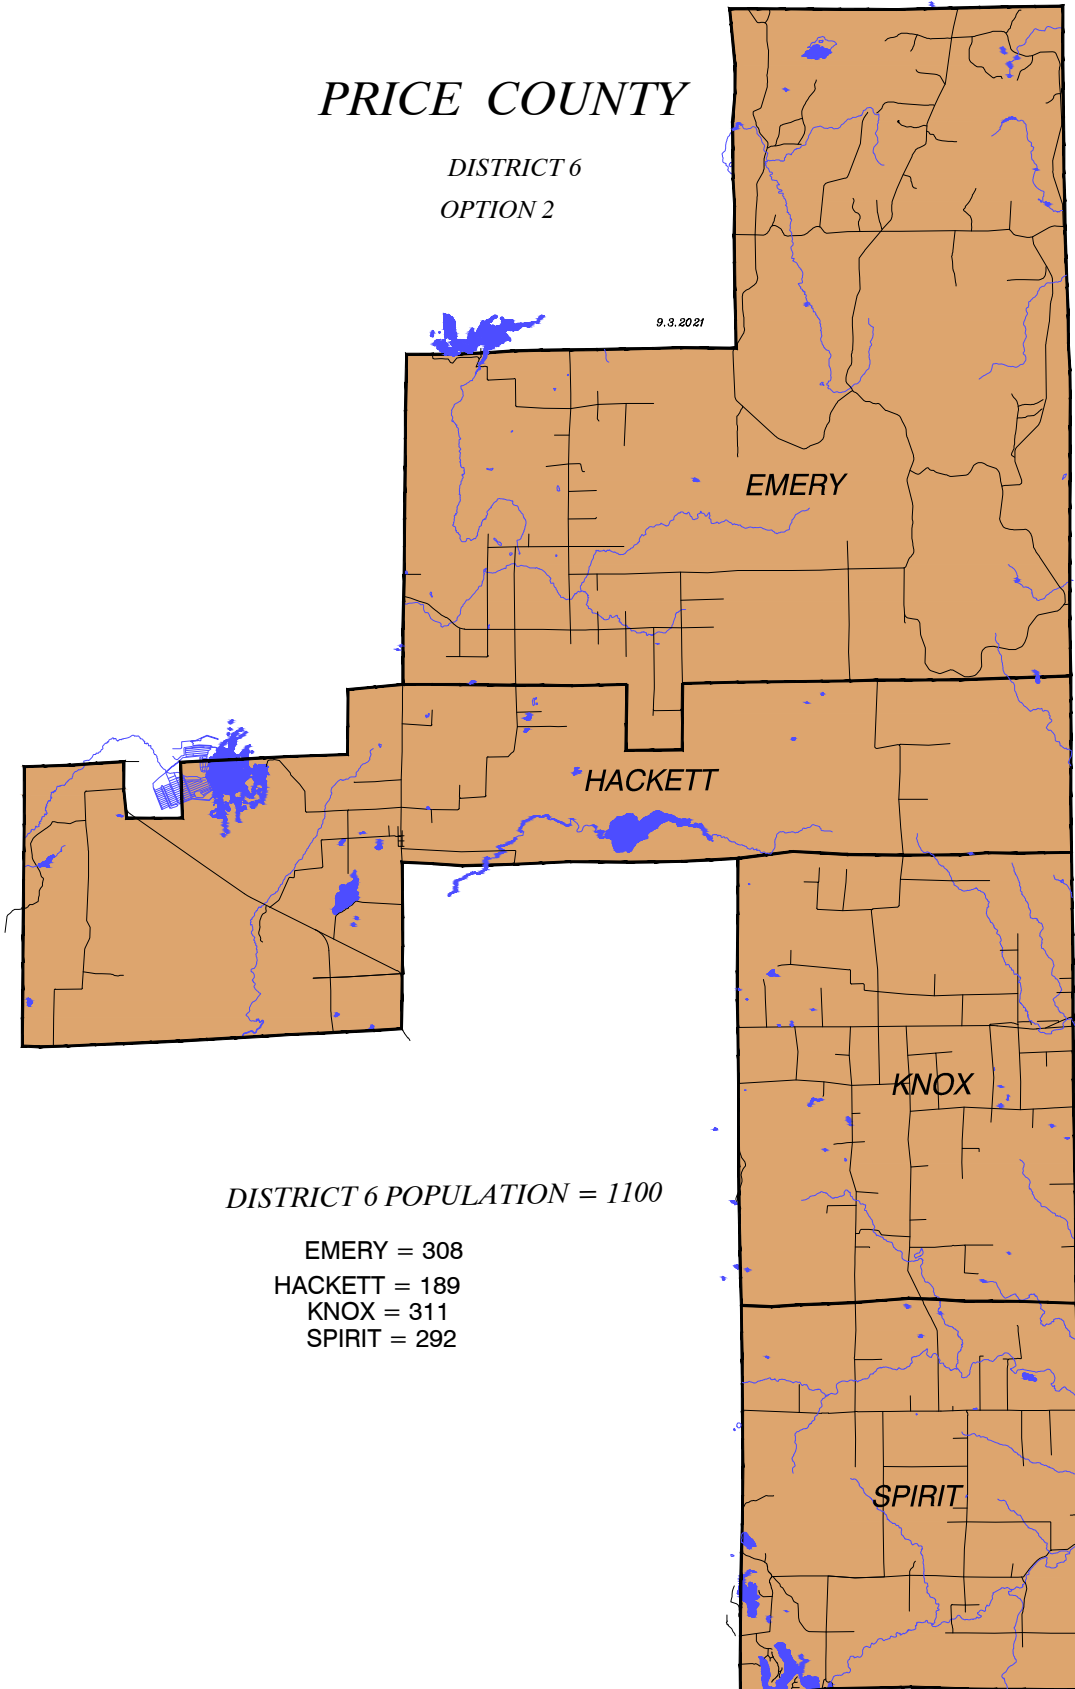 PRICE COUNTY
DISTRICT 6
OPTION 2
9.3.2021
EMERY
HACKETT
KNOX
DISTRICT 6 POPULATION = 1100
EMERY = 308
HACKETT = 189
KNOX = 311
SPIRIT = 292
SPIRIT